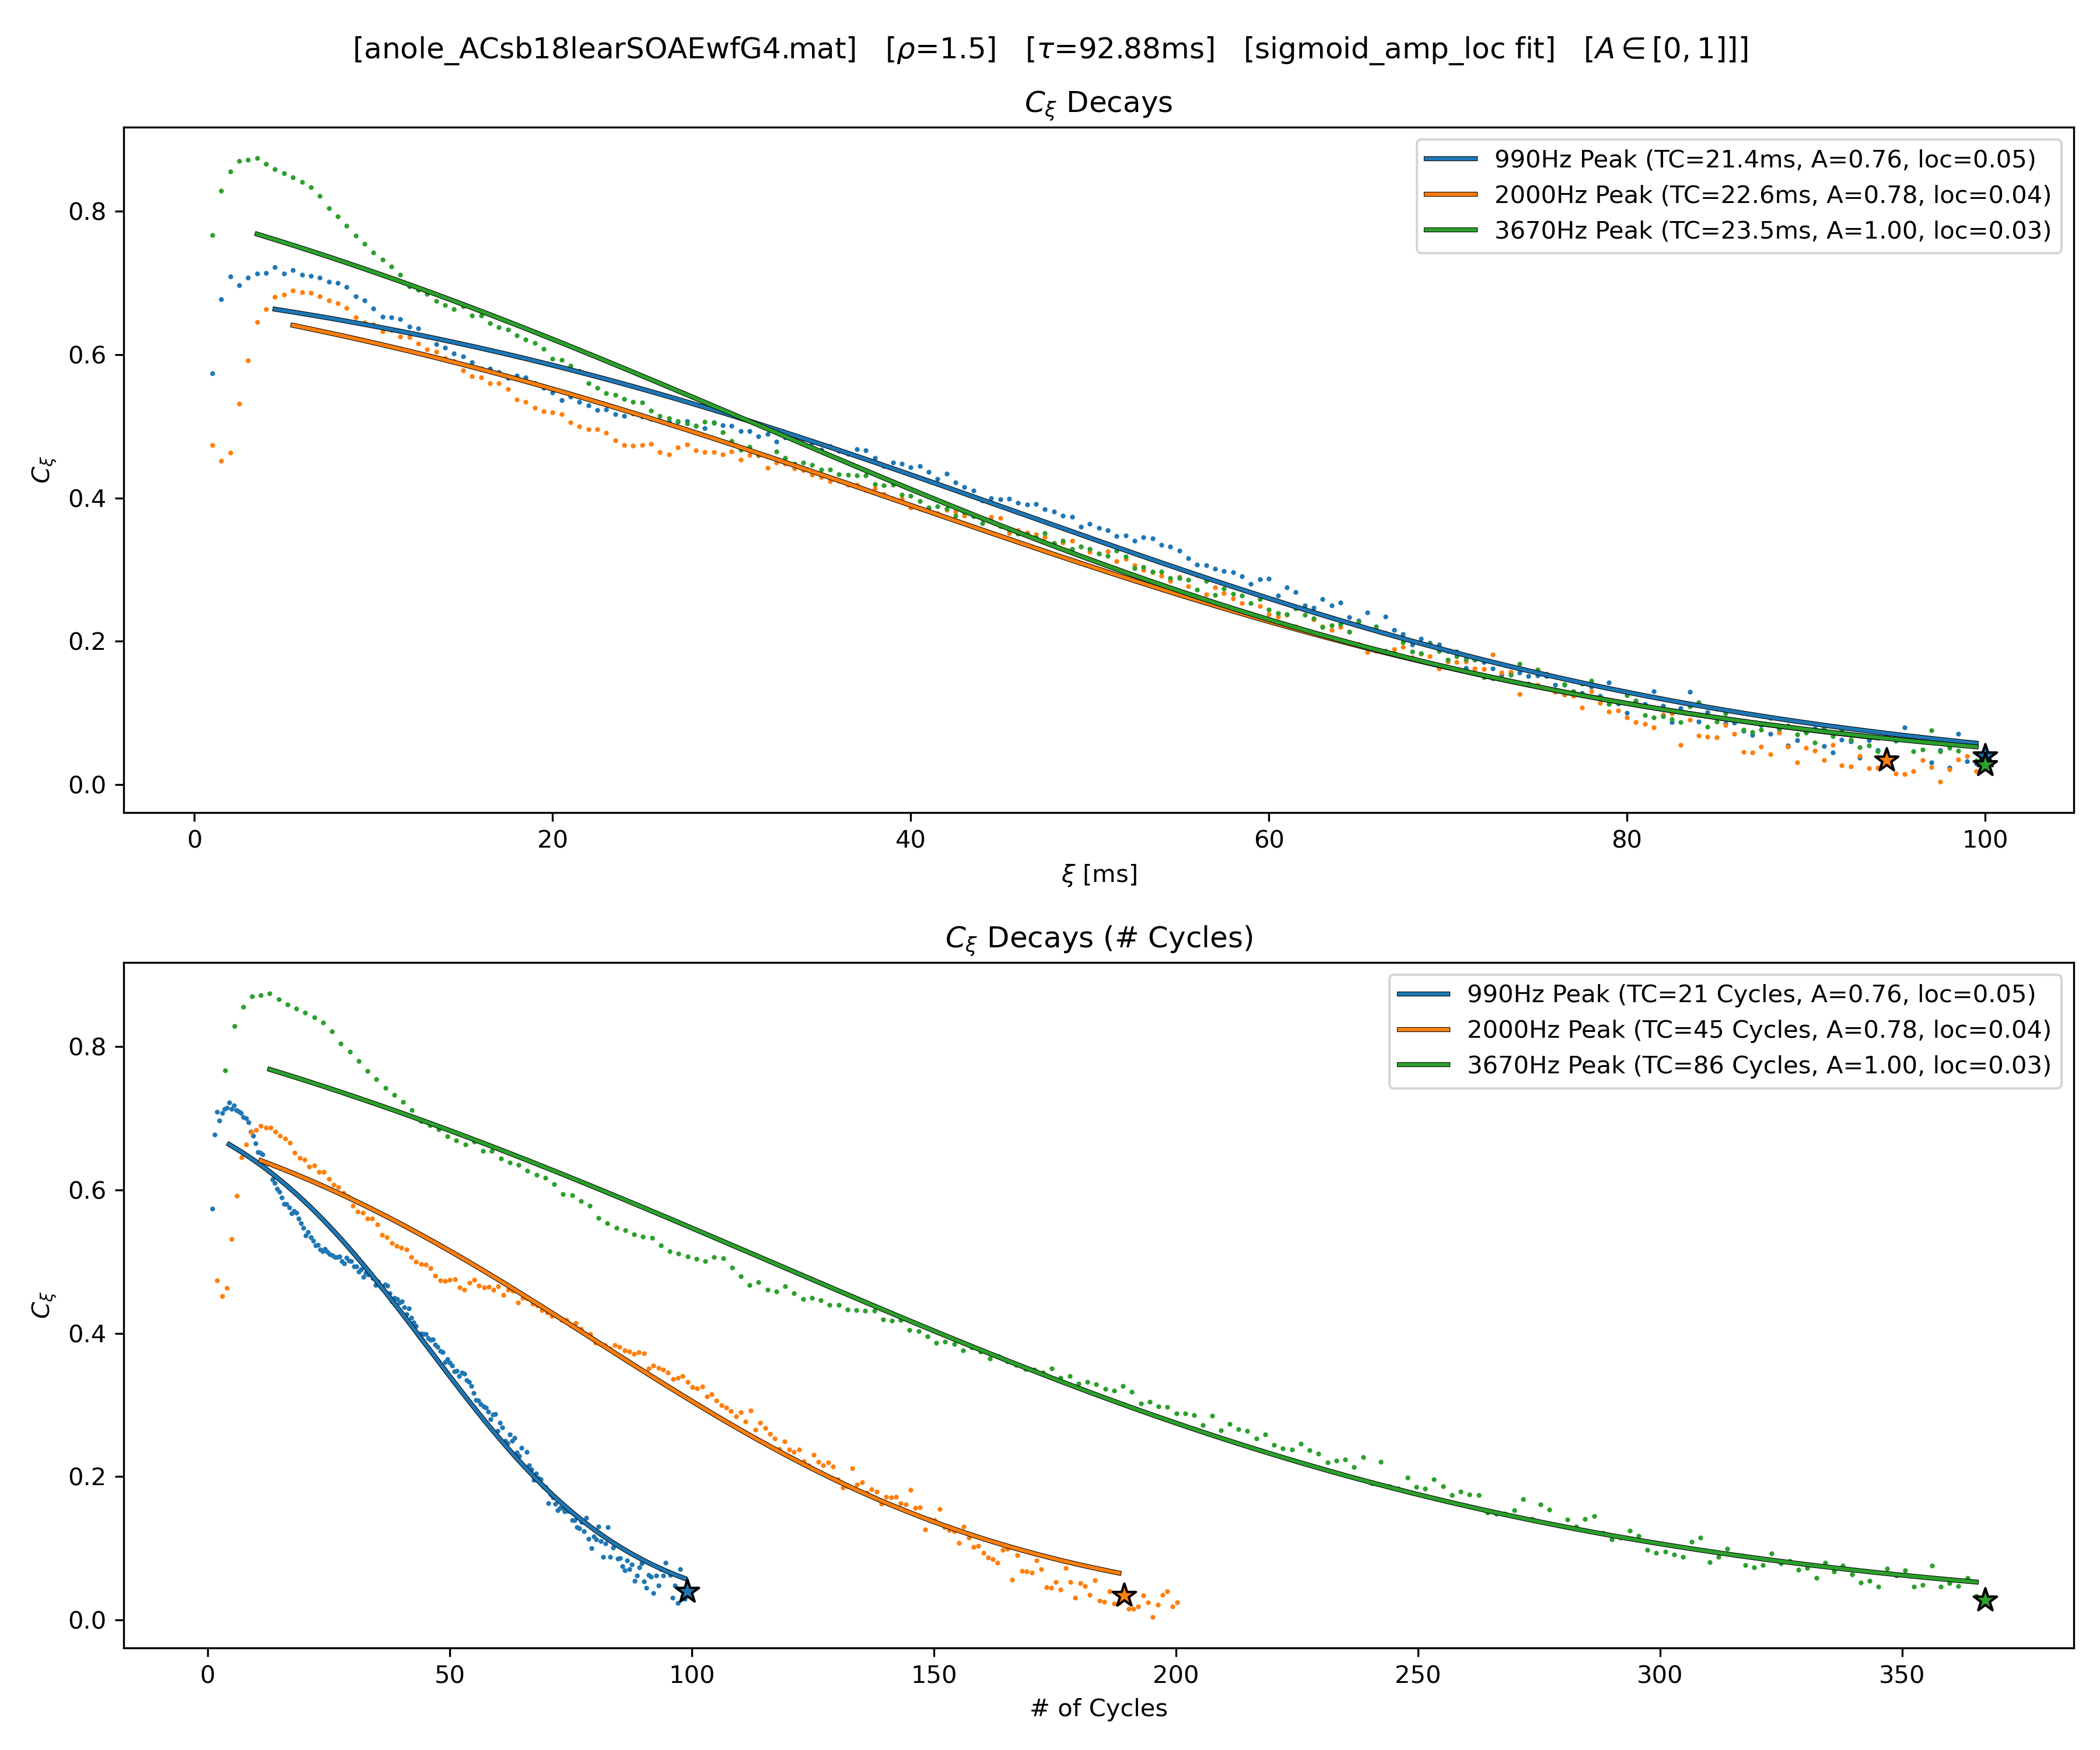 [anole_ACsb18learSOAEwfG4.mat] [ρ=1.5] [τ=92.88ms] [sigmoid_amp_loc fit] [A ∈ [0, 1]]]
C_ξ Decays
990Hz Peak (TC=21.4ms, A=0.76, loc=0.05)
2000Hz Peak (TC=22.6ms, A=0.78, loc=0.04)
3670Hz Peak (TC=23.5ms, A=1.00, loc=0.03)
C_ξ
0.8
0.6
0.4
0.2
0.0
0 20 40 60 80 100
ξ [ms]
C_ξ Decays (# Cycles)
990Hz Peak (TC=21 Cycles, A=0.76, loc=0.05)
2000Hz Peak (TC=45 Cycles, A=0.78, loc=0.04)
3670Hz Peak (TC=86 Cycles, A=1.00, loc=0.03)
C_ξ
0.8
0.6
0.4
0.2
0.0
0 50 100 150 200 250 300 350
# of Cycles